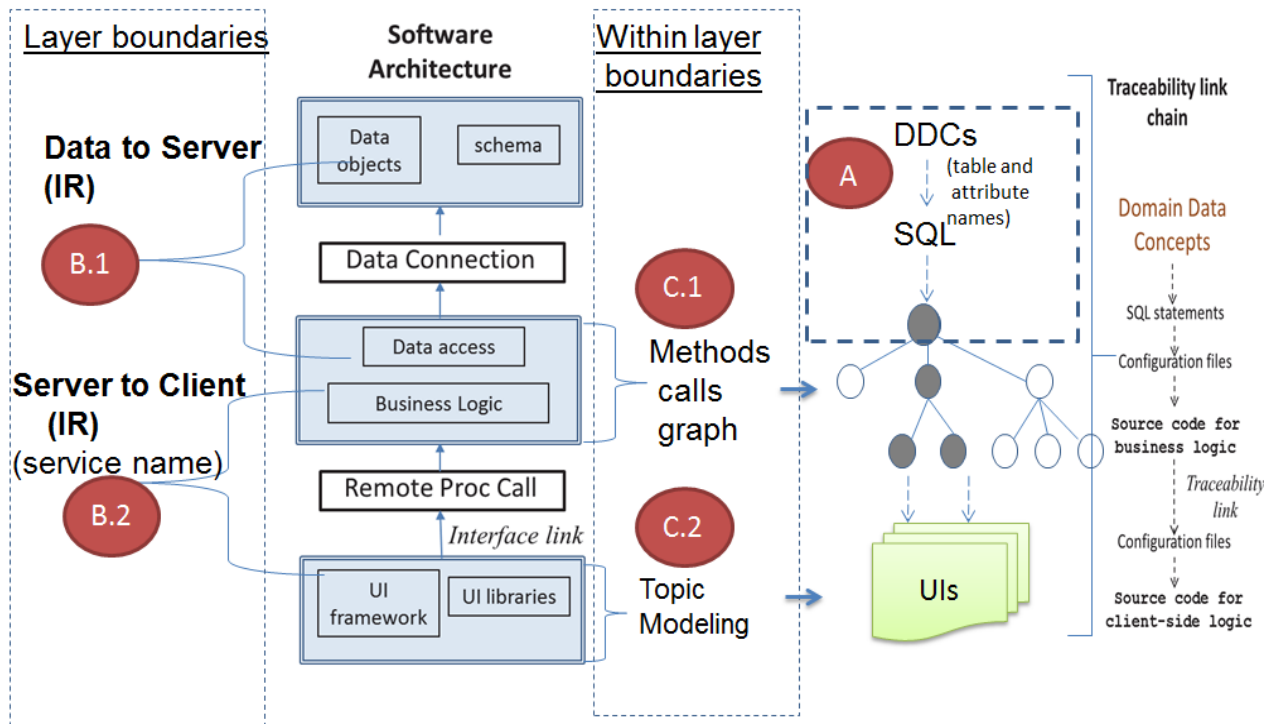 Layer boundaries
Data to Server
(IR)
B.1
Server to Client
(IR)
(service name)
B.2
Software
Architecture
Data
objects
schema
Data Connection
Data access
Business Logic
Remote Proc Call
Interface link
UI
framework
UI libraries
Within layer
boundaries
C.1
Methods
calls
graph
C.2
Topic
Modeling
A
DDCs
(table and
attribute
names)
SQL
UIs
Traceability link
chain
Domain Data
Concepts
SQL statements
Configuration files
Source code for
business logic
Traceability
link
Configuration files
Source code for
client-side logic